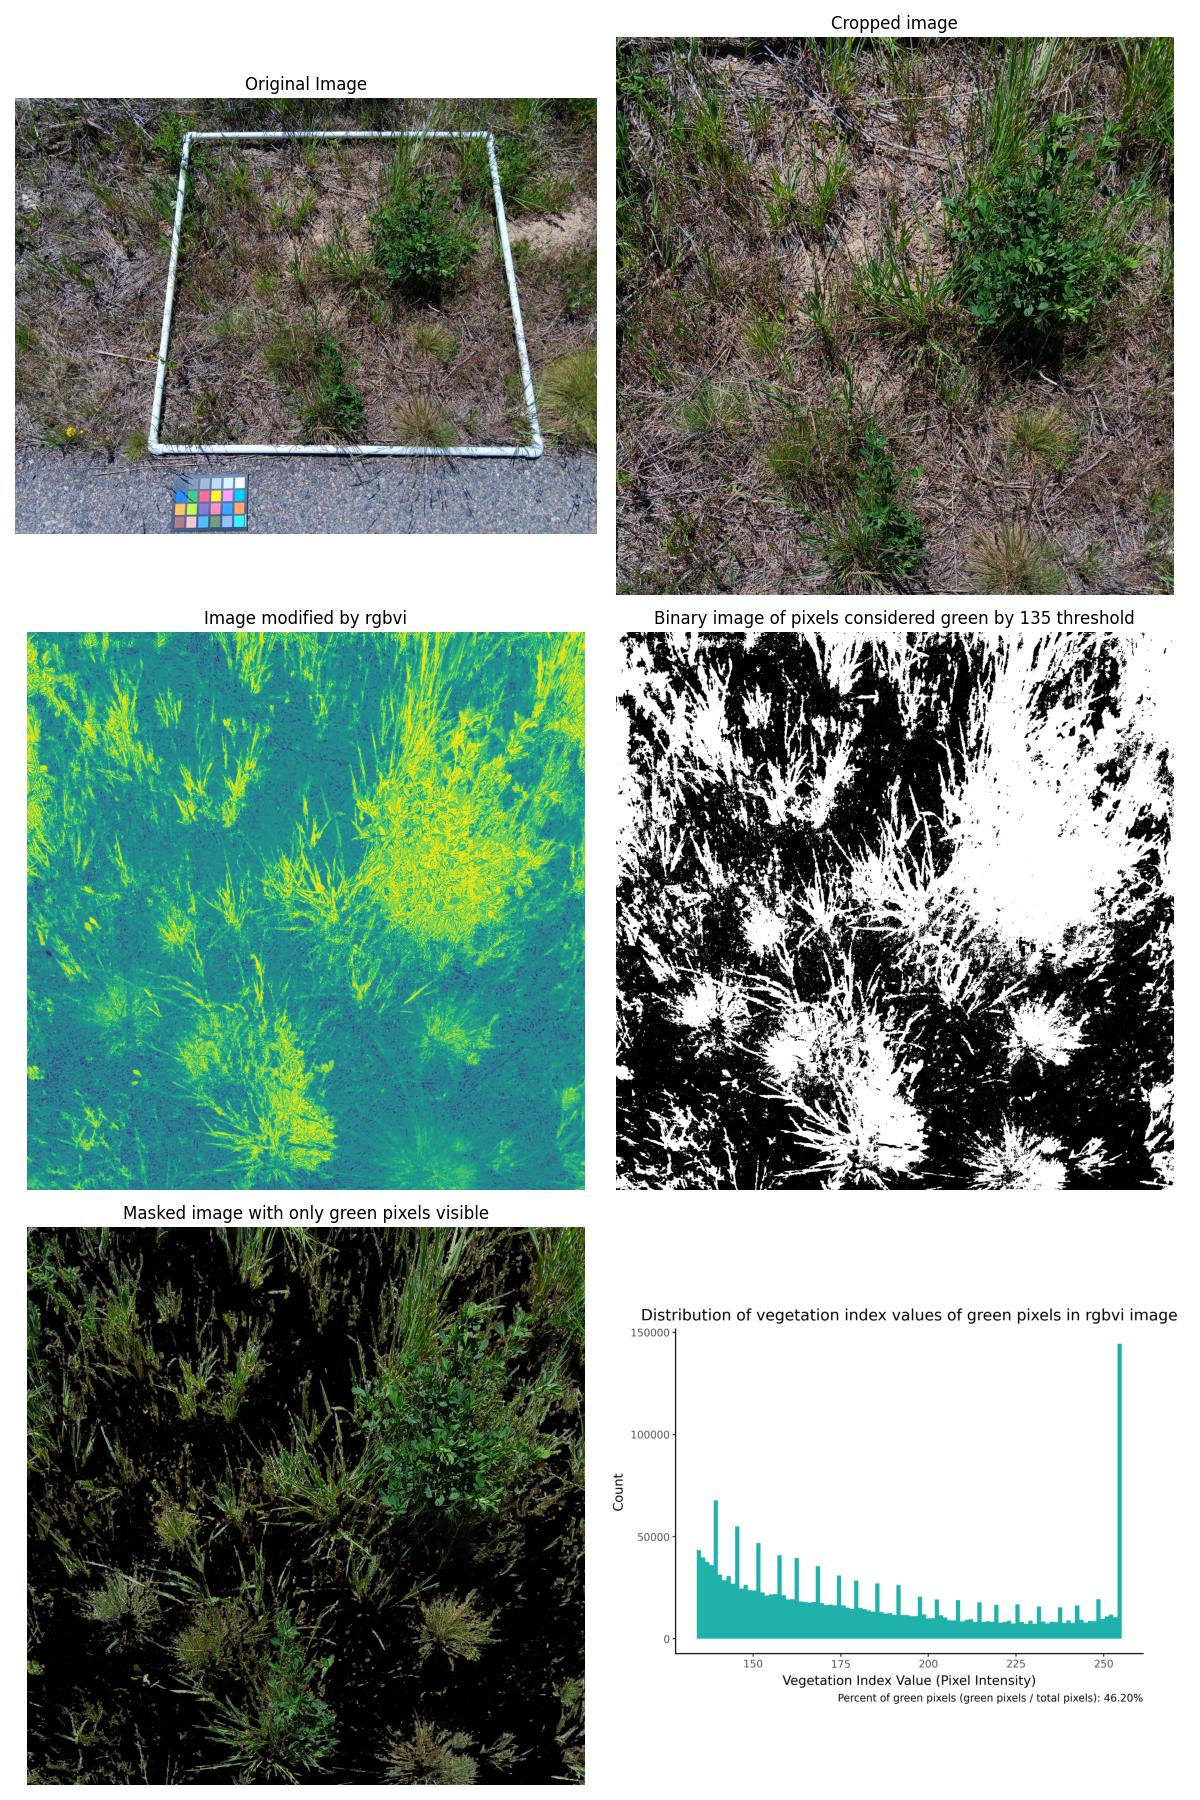 Original Image
Cropped image
Image modified by rgbvi
Binary image of pixels considered green by 135 threshold
Masked image with only green pixels visible
Distribution of vegetation index values of green pixels in rgbvi image
150000
100000
50000
0
Count
150 175 200 225 250
Vegetation Index Value (Pixel Intensity)
Percent of green pixels (green pixels / total pixels): 46.20%